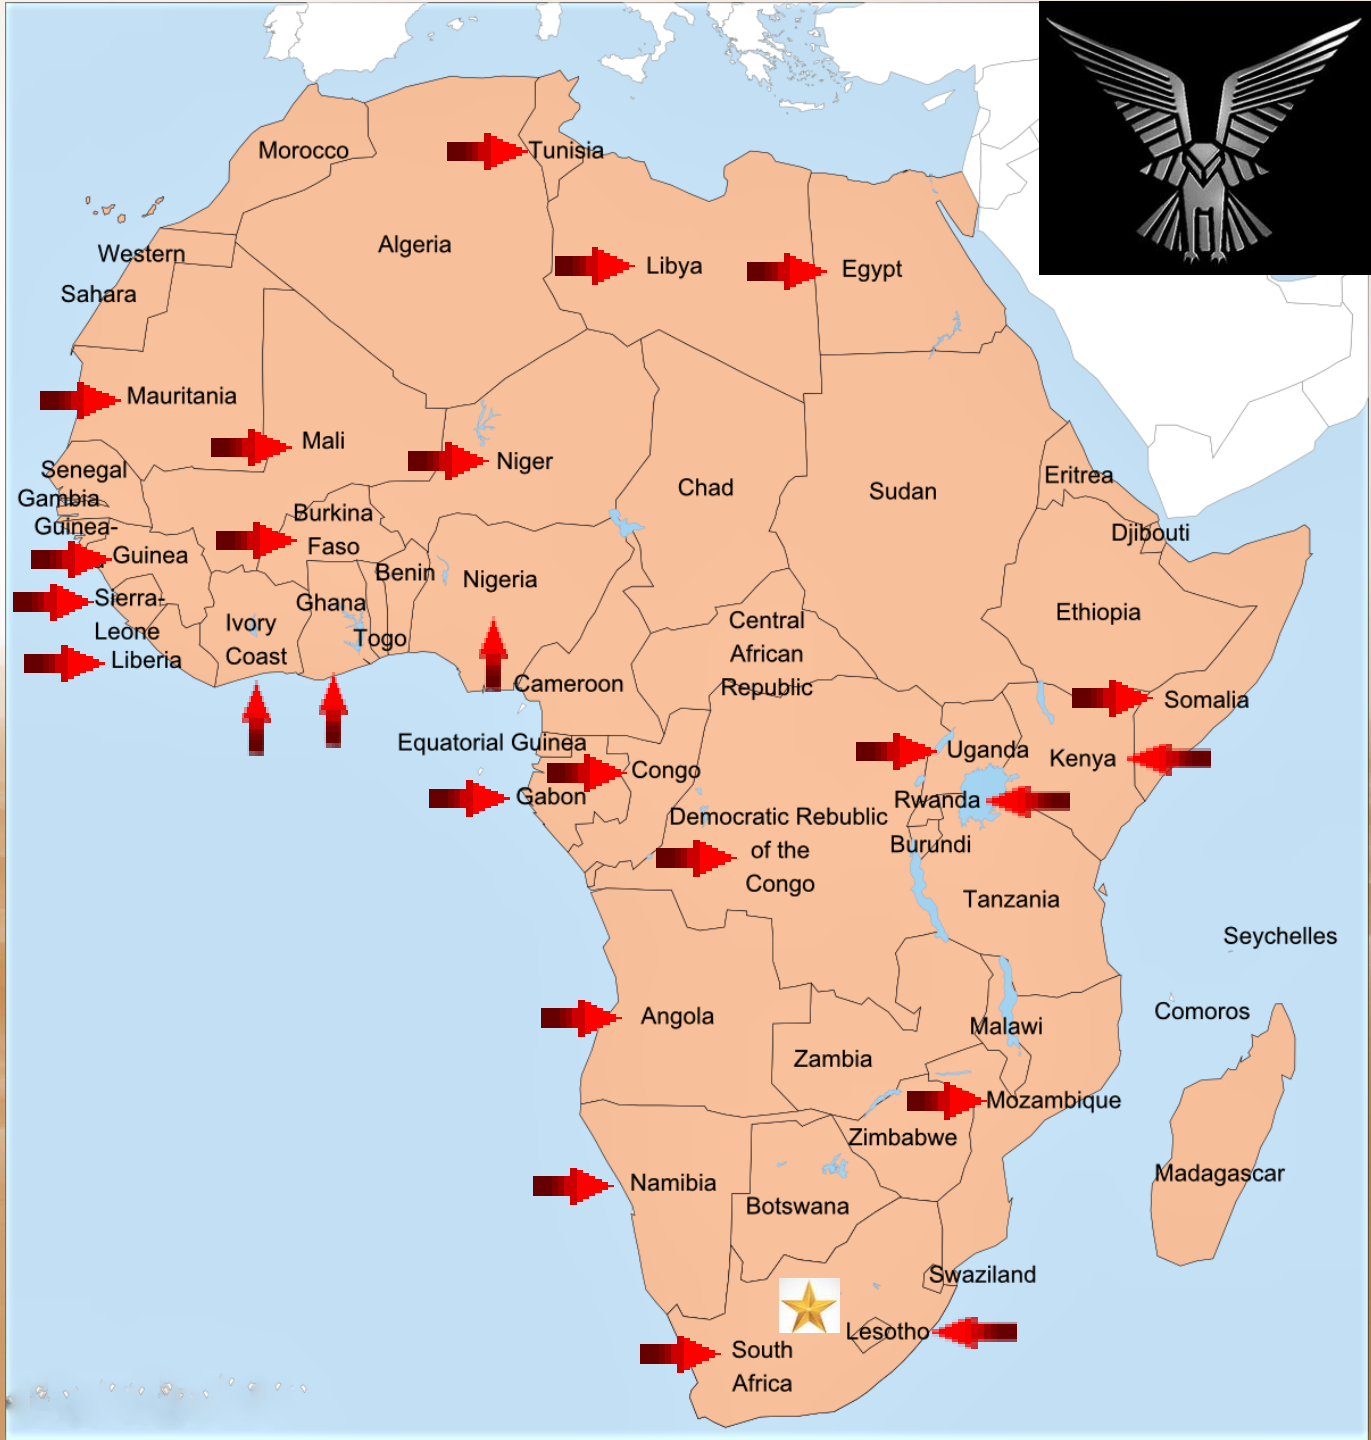 Morocco
Tunisia
Algeria
Libya
Egypt
Western
Sahara
Mauritania
Mali
Niger
Chad
Sudan
Eritrea
Djibouti
Senegal
Gambia
Guinea-
Guinea
Sierra-
Leone
Liberia
Burkina
Faso
Ivory
Coast
Ghana
Togo
Benin
Nigeria
Cameroon
Central
African
Republic
Ethiopia
Somalia
Equatorial Guinea
Gabon
Congo
Uganda
Kenya
Rwanda
Burundi
Democratic Rebublic
of the
Congo
Tanzania
Seychelles
Comoros
Angola
Zambia
Malawi
Mozambique
Zimbabwe
Madagascar
Namibia
Botswana
Swaziland
Lesotho
South
Africa